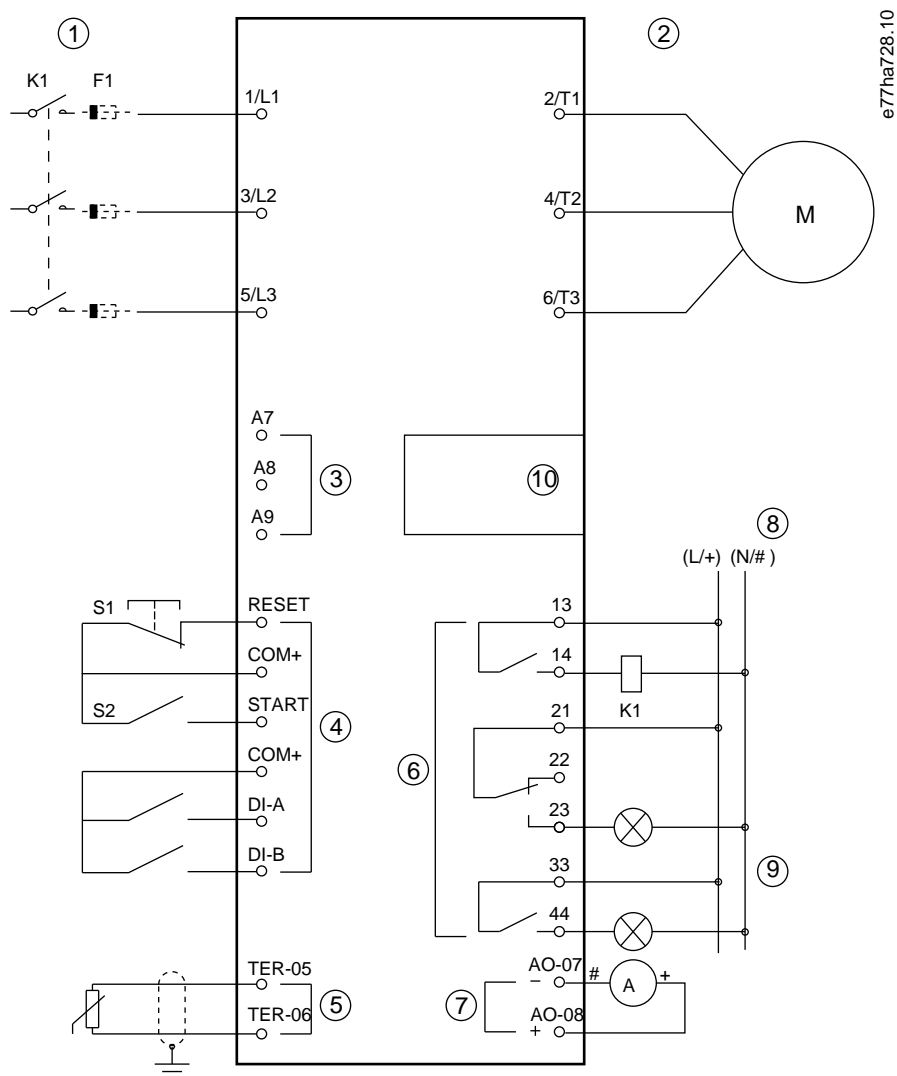 1
2
e77ha728.10
K1 F1
1/L1
2/T1
3/L2
4/T2
M
5/L3
6/T3
A7
A8
3
10
A9
8
(L/+) (N/# )
S1
RESET
13
COM+
14
S2
START
21
K1
4
COM+
6
22
DI-A
23
DI-B
33
9
44
TER-05
AO-07
− # A +
5
7
TER-06
AO-08
+